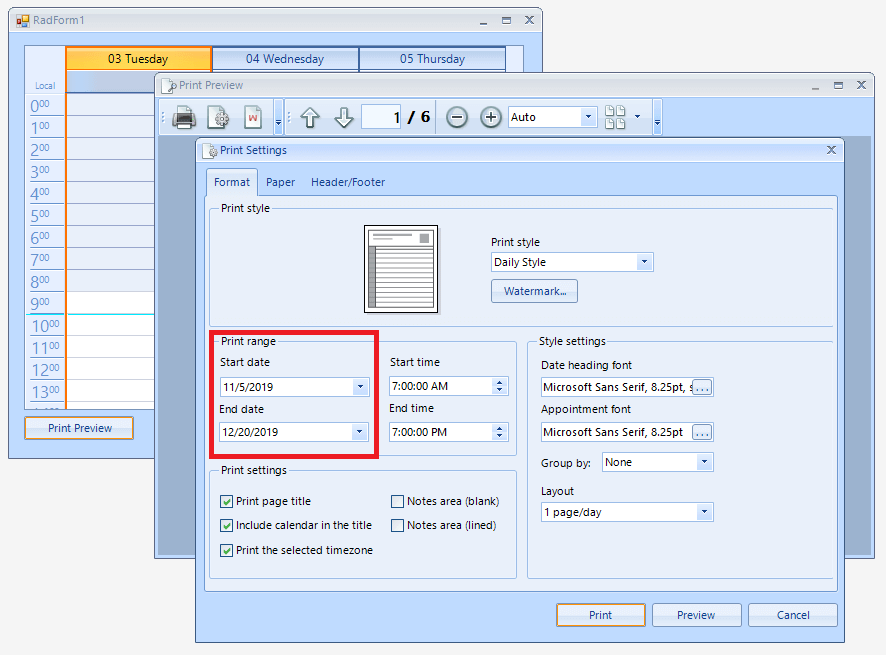 RadForm1
03 Tuesday
04 Wednesday
05 Thursday
Local
0 00
1 00
2 00
3 00
4 00
5 00
6 00
7 00
8 00
9 00
10 00
11 00
12 00
13 00
Print Preview
Print Preview
W
1 / 6
Auto
Print Settings
Format Paper Header/Footer
Print style
Print style
Daily Style
Watermark...
Print range
Start date
11/5/2019
End date
12/20/2019
Start time
7:00:00 AM
End time
7:00:00 PM
Print settings
Print page title
Include calendar in the title
Print the selected timezone
Notes area (blank)
Notes area (lined)
Style settings
Date heading font
Microsoft Sans Serif, 8.25pt, s ...
Appointment font
Microsoft Sans Serif, 8.25pt ...
Group by: None
Layout
1 page/day
Print Preview Cancel